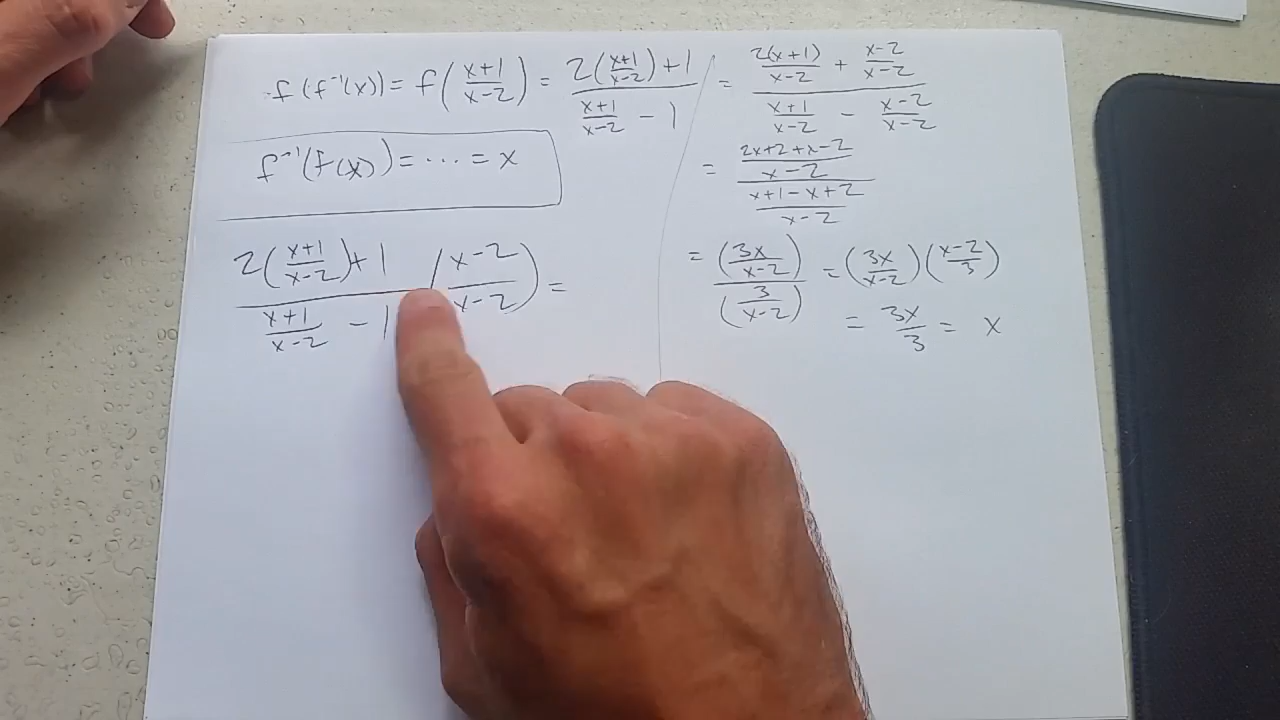 f(f⁻¹(x)) = f((x+1)/(x-2)) = (2((x+1)/(x-2))+1)/((x+1)/(x-2) - 1) = (2(x+1)/(x-2) + (x-2)/(x-2))/((x+1)/(x-2) - (x-2)/(x-2))
f⁻¹(f(x)) = ... = x
= ((2x+2+x-2)/(x-2))/((x+1-x+2)/(x-2))
(2((x+1)/(x-2))+1)/((x+1)/(x-2) - 1) ((x-2)/(x-2)) =
= (3x/(x-2))/(3/(x-2)) = (3x/(x-2))((x-2)/3)
= 3x/3 = x